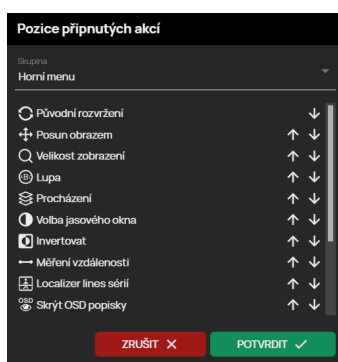 Pozice připnutých akcí
Skupina
Horní menu
Původní rozvržení
Posun obrazem
Velikost zobrazení
Lupa
Procházení
Volba jasového okna
Invertovat
Měření vzdálenosti
Localizer lines sérií
OSD Skrýt OSD popisky
ZRUŠIT POTVRDIT